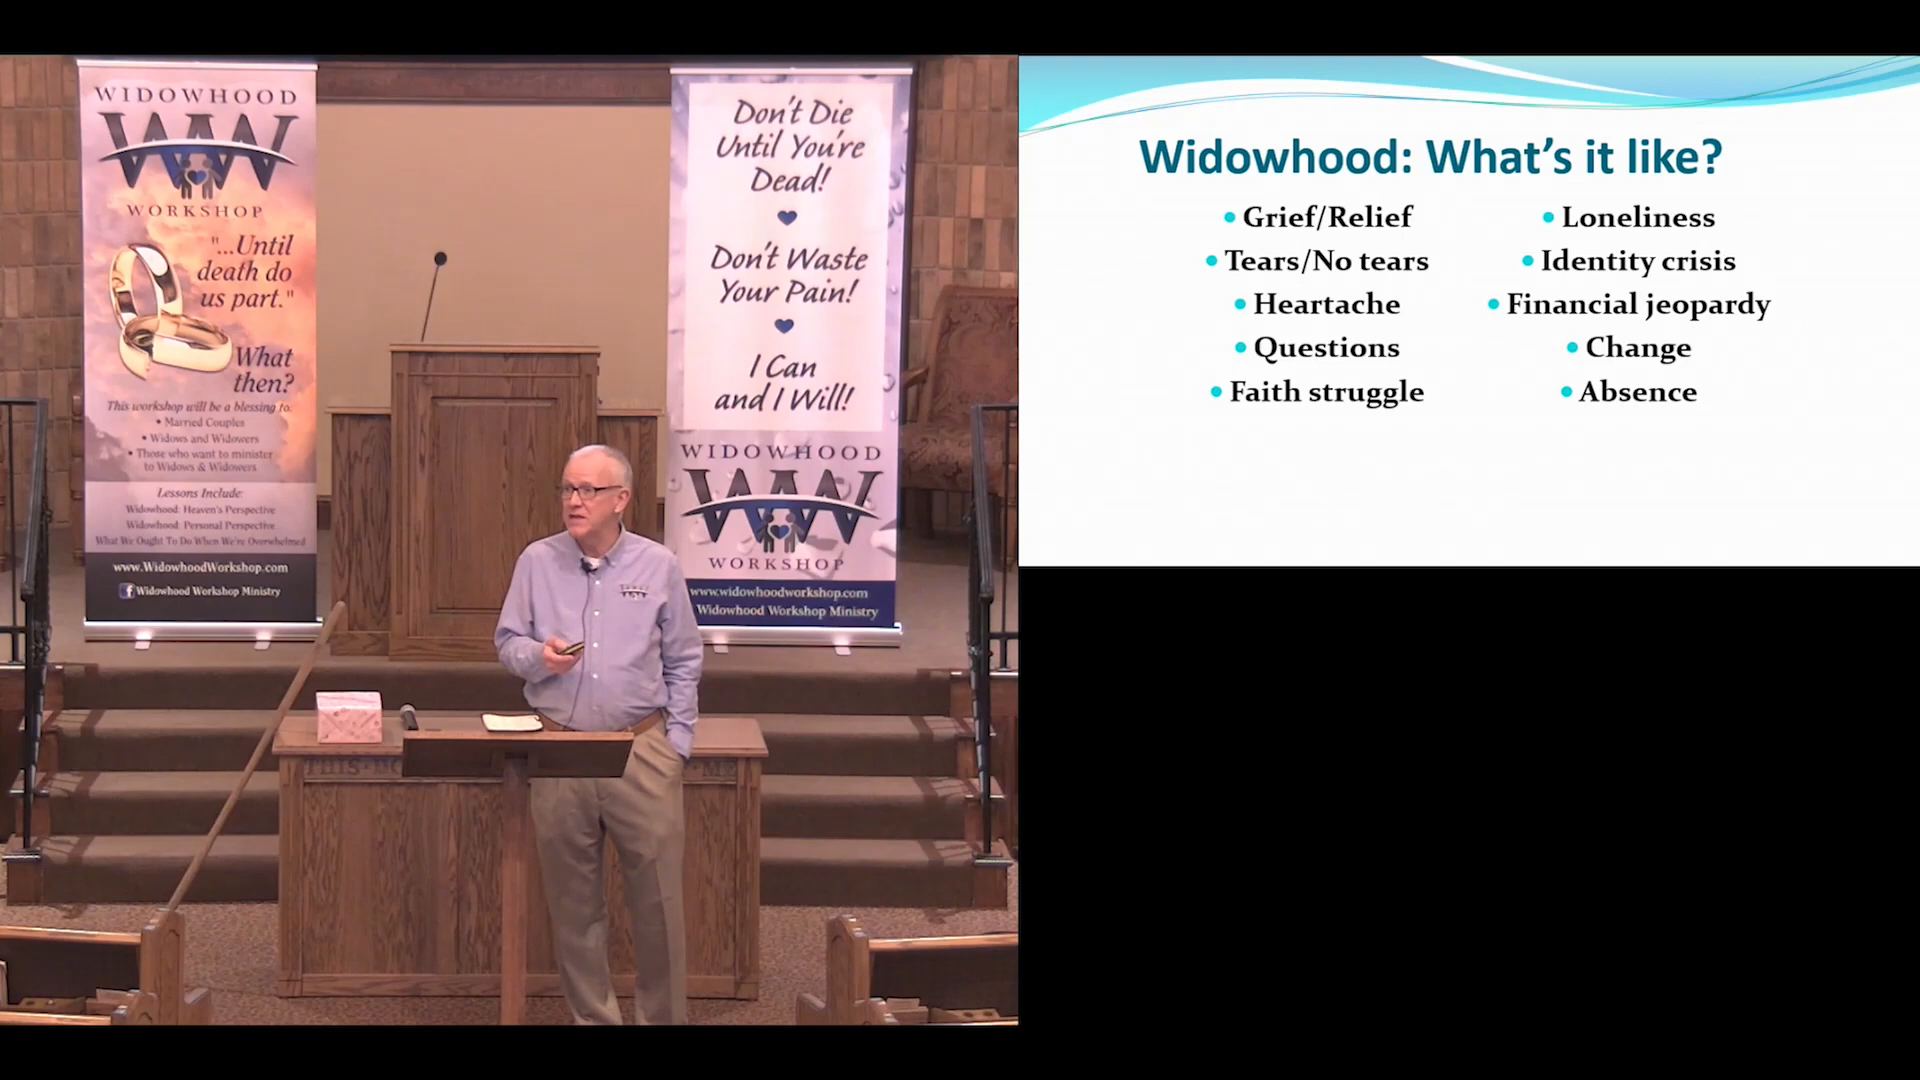 WIDOWHOOD
WW
WORKSHOP
"...Until
death do
us part."
What
then?
This workshop will be a blessing to:
• Married Couples
• Widows and Widowers
• Those who want to minister
to Widows & Widowers
Lessons Include:
Widowhood: Heaven's Perspective
Widowhood: Personal Perspective
What We Ought To Do When We're Overwhelmed
www.WidowhoodWorkshop.com
f Widowhood Workshop Ministry
Don't Die
Until You're
Dead!
Don't Waste
Your Pain!
I Can
and I Will!
WIDOWHOOD
WW
WORKSHOP
www.widowhoodworkshop.com
Widowhood Workshop Ministry
THIS
ME
Widowhood: What's it like?
• Grief/Relief
• Tears/No tears
• Heartache
• Questions
• Faith struggle
• Loneliness
• Identity crisis
• Financial jeopardy
• Change
• Absence